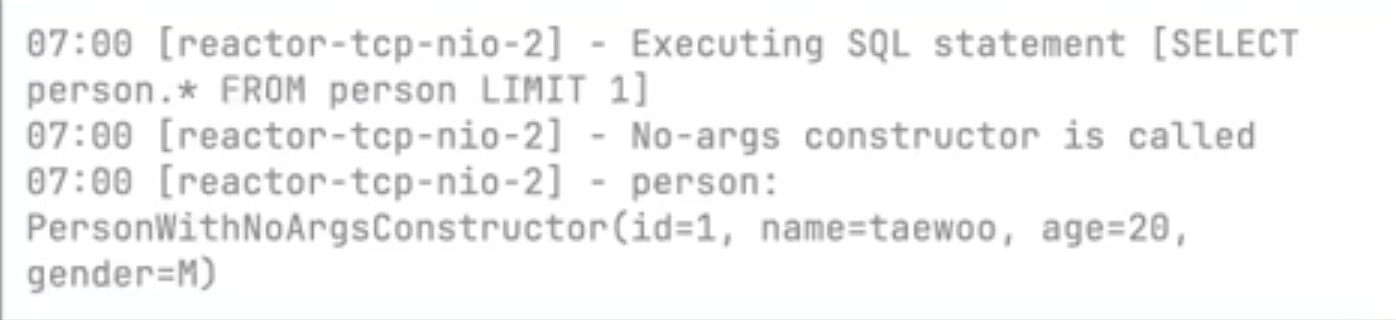 07:00 [reactor-tcp-nio-2] - Executing SQL statement [SELECT
person.* FROM person LIMIT 1]
07:00 [reactor-tcp-nio-2] - No-args constructor is called
07:00 [reactor-tcp-nio-2] - person:
PersonWithNoArgsConstructor(id=1, name=taewoo, age=20,
gender=M)